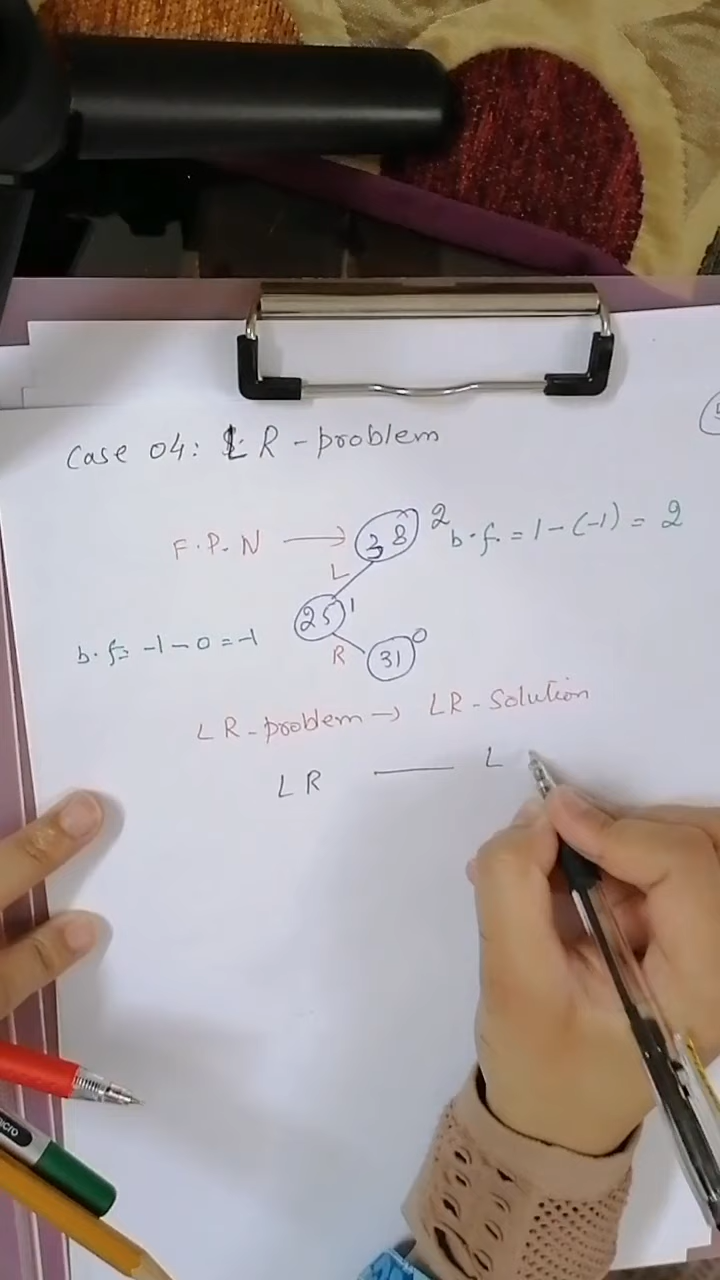 Case 04: LR-problem
F.P.N → 38 2 b.f. = 1-(-1) = 2
L
25 1
b.f= -1-0=-1
R 31 0
LR-problem → LR-Solution
LR — L